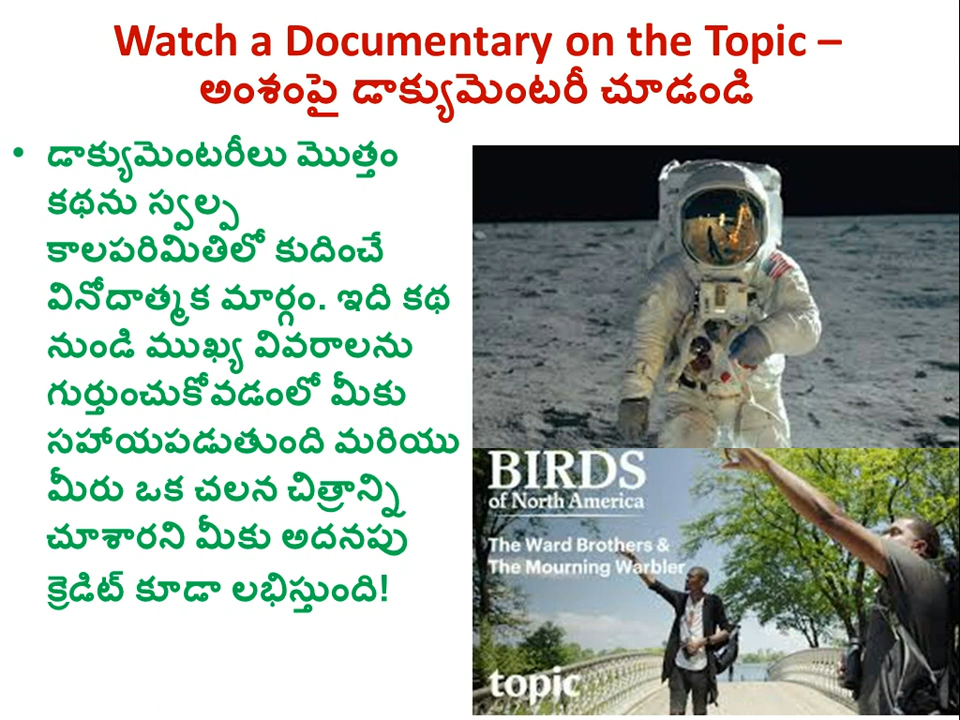 Watch a Documentary on the Topic –
అంశంపై డాక్యుమెంటరీ చూడండి
• డాక్యుమెంటరీలు మొత్తం
కథను స్వల్ప
కాలపరిమితిలో కుదించే
వినోదాత్మక మార్గం. ఇది కథ
నుండి ముఖ్య వివరాలను
గుర్తుంచుకోవడంలో మీకు
సహాయపడుతుంది మరియు
మీరు ఒక చలన చిత్రాన్ని
చూశారని మీకు అదనపు
క్రెడిట్ కూడా లభిస్తుంది!
BIRDS
of North America
The Ward Brothers &
The Mourning Warbler
topic